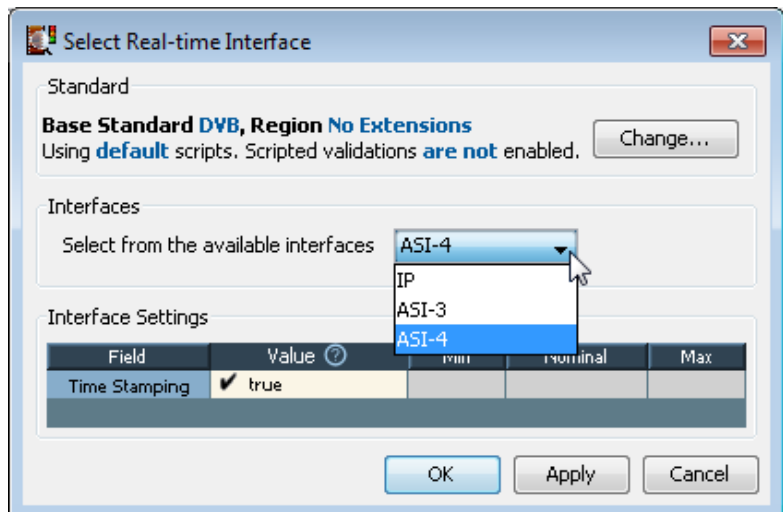 Select Real-time Interface
Standard
Base Standard DVB, Region No Extensions
Using default scripts. Scripted validations are not enabled.
Change...
Interfaces
Select from the available interfaces ASI-4
IP
ASI-3
ASI-4
Interface Settings
Field Value Min Nominal Max
Time Stamping true
OK Apply Cancel